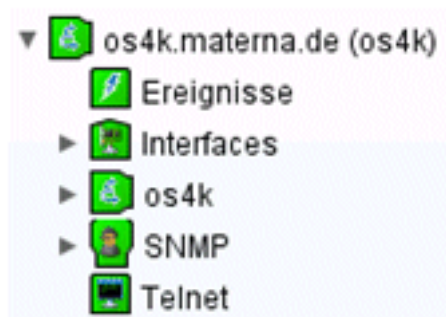 os4k.materna.de (os4k)
Ereignisse
Interfaces
os4k
SNMP
Telnet